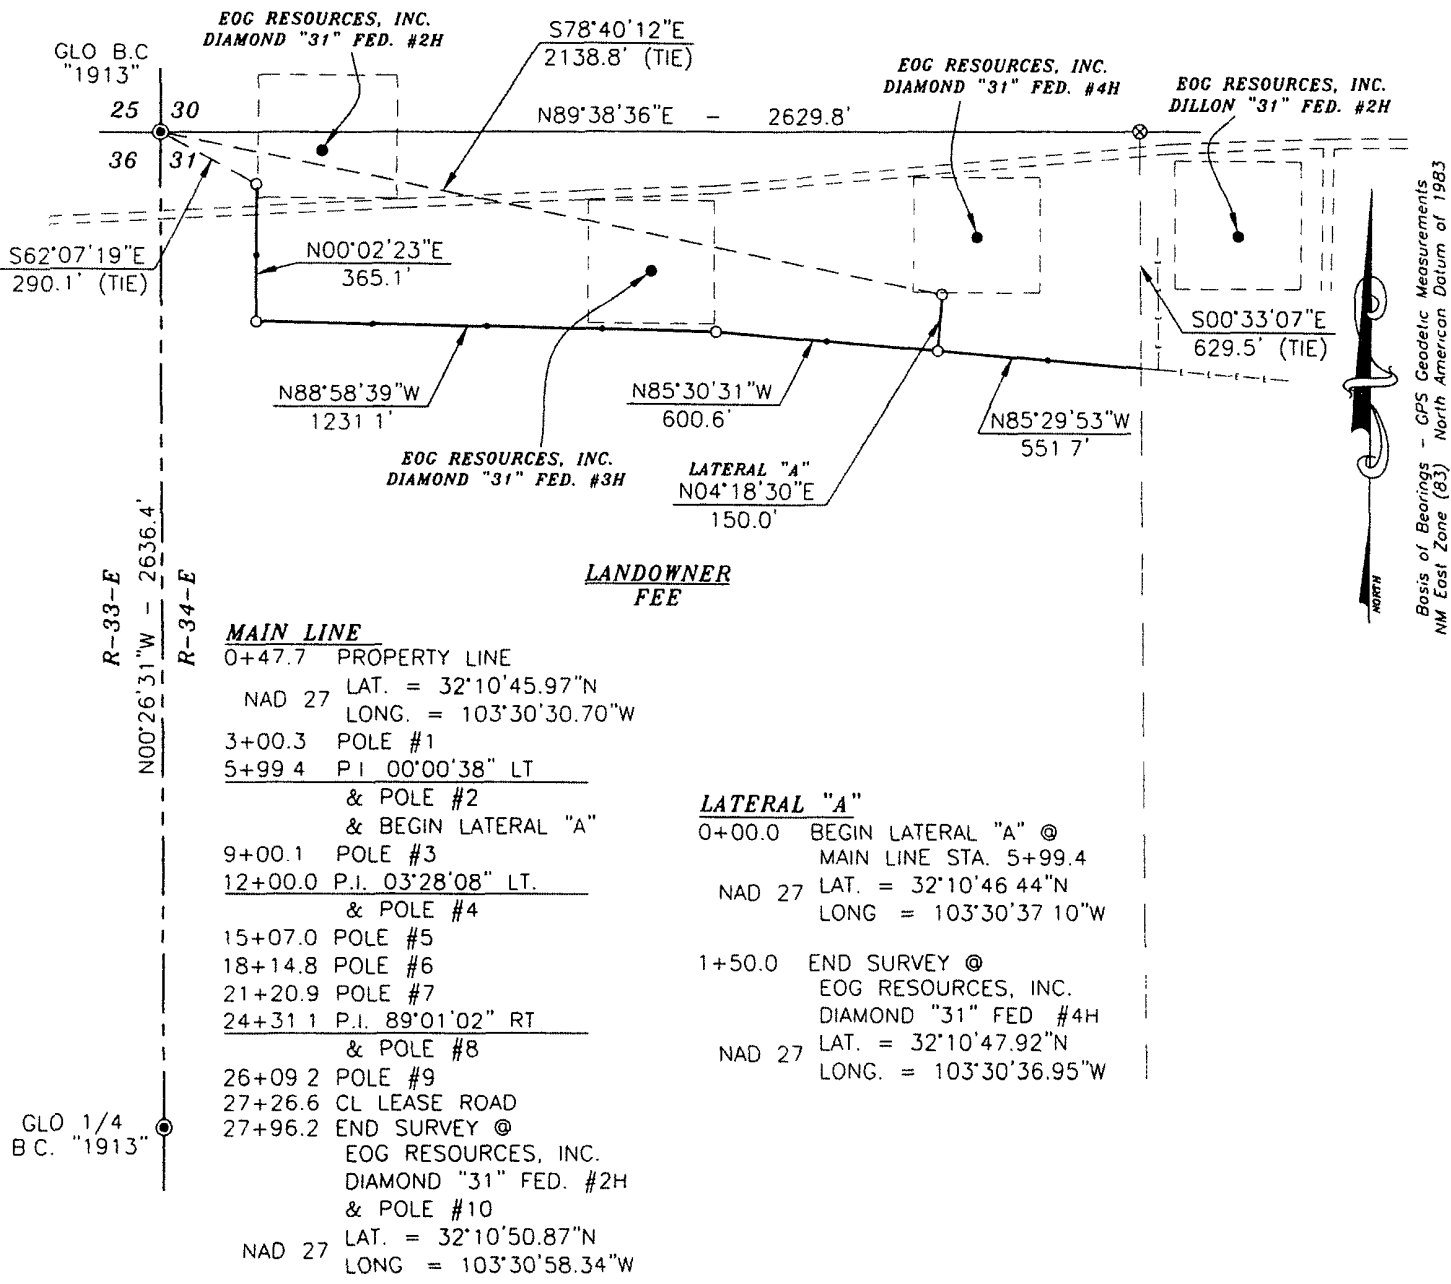 EOG RESOURCES, INC.
DIAMOND "31" FED. #2H
GLO B.C
"1913"
25 30
36 31
S78°40'12"E
2138.8' (TIE)
N89°38'36"E - 2629.8'
EOG RESOURCES, INC.
DIAMOND "31" FED. #4H
EOG RESOURCES, INC.
DILLON "31" FED. #2H
S62°07'19"E
290.1' (TIE)
N00°02'23"E
365.1'
S00°33'07"E
629.5' (TIE)
N88°58'39"W
1231 1'
N85°30'31"W
600.6'
N85°29'53"W
551 7'
EOG RESOURCES, INC.
DIAMOND "31" FED. #3H
LATERAL "A"
N04°18'30"E
150.0'
Basis of Bearings - GPS Geodetic Measurements
NM East Zone (83) North American Datum of 1983
NORTH
R-33-E
N00°26'31"W - 2636.4'
R-34-E
LANDOWNER
FEE
MAIN LINE
0+47.7 PROPERTY LINE
NAD 27 LAT. = 32°10'45.97"N
LONG. = 103°30'30.70"W
3+00.3 POLE #1
5+99 4 P I 00°00'38" LT
& POLE #2
& BEGIN LATERAL "A"
9+00.1 POLE #3
12+00.0 P.I. 03°28'08" LT.
& POLE #4
15+07.0 POLE #5
18+14.8 POLE #6
21+20.9 POLE #7
24+31 1 P.I. 89°01'02" RT
& POLE #8
26+09 2 POLE #9
27+26.6 CL LEASE ROAD
27+96.2 END SURVEY @
EOG RESOURCES, INC.
DIAMOND "31" FED. #2H
& POLE #10
NAD 27 LAT. = 32°10'50.87"N
LONG = 103°30'58.34"W
LATERAL "A"
0+00.0 BEGIN LATERAL "A" @
MAIN LINE STA. 5+99.4
NAD 27 LAT. = 32°10'46 44"N
LONG = 103°30'37 10"W
1+50.0 END SURVEY @
EOG RESOURCES, INC.
DIAMOND "31" FED #4H
NAD 27 LAT. = 32°10'47.92"N
LONG. = 103°30'36.95"W
GLO 1/4
B C. "1913"